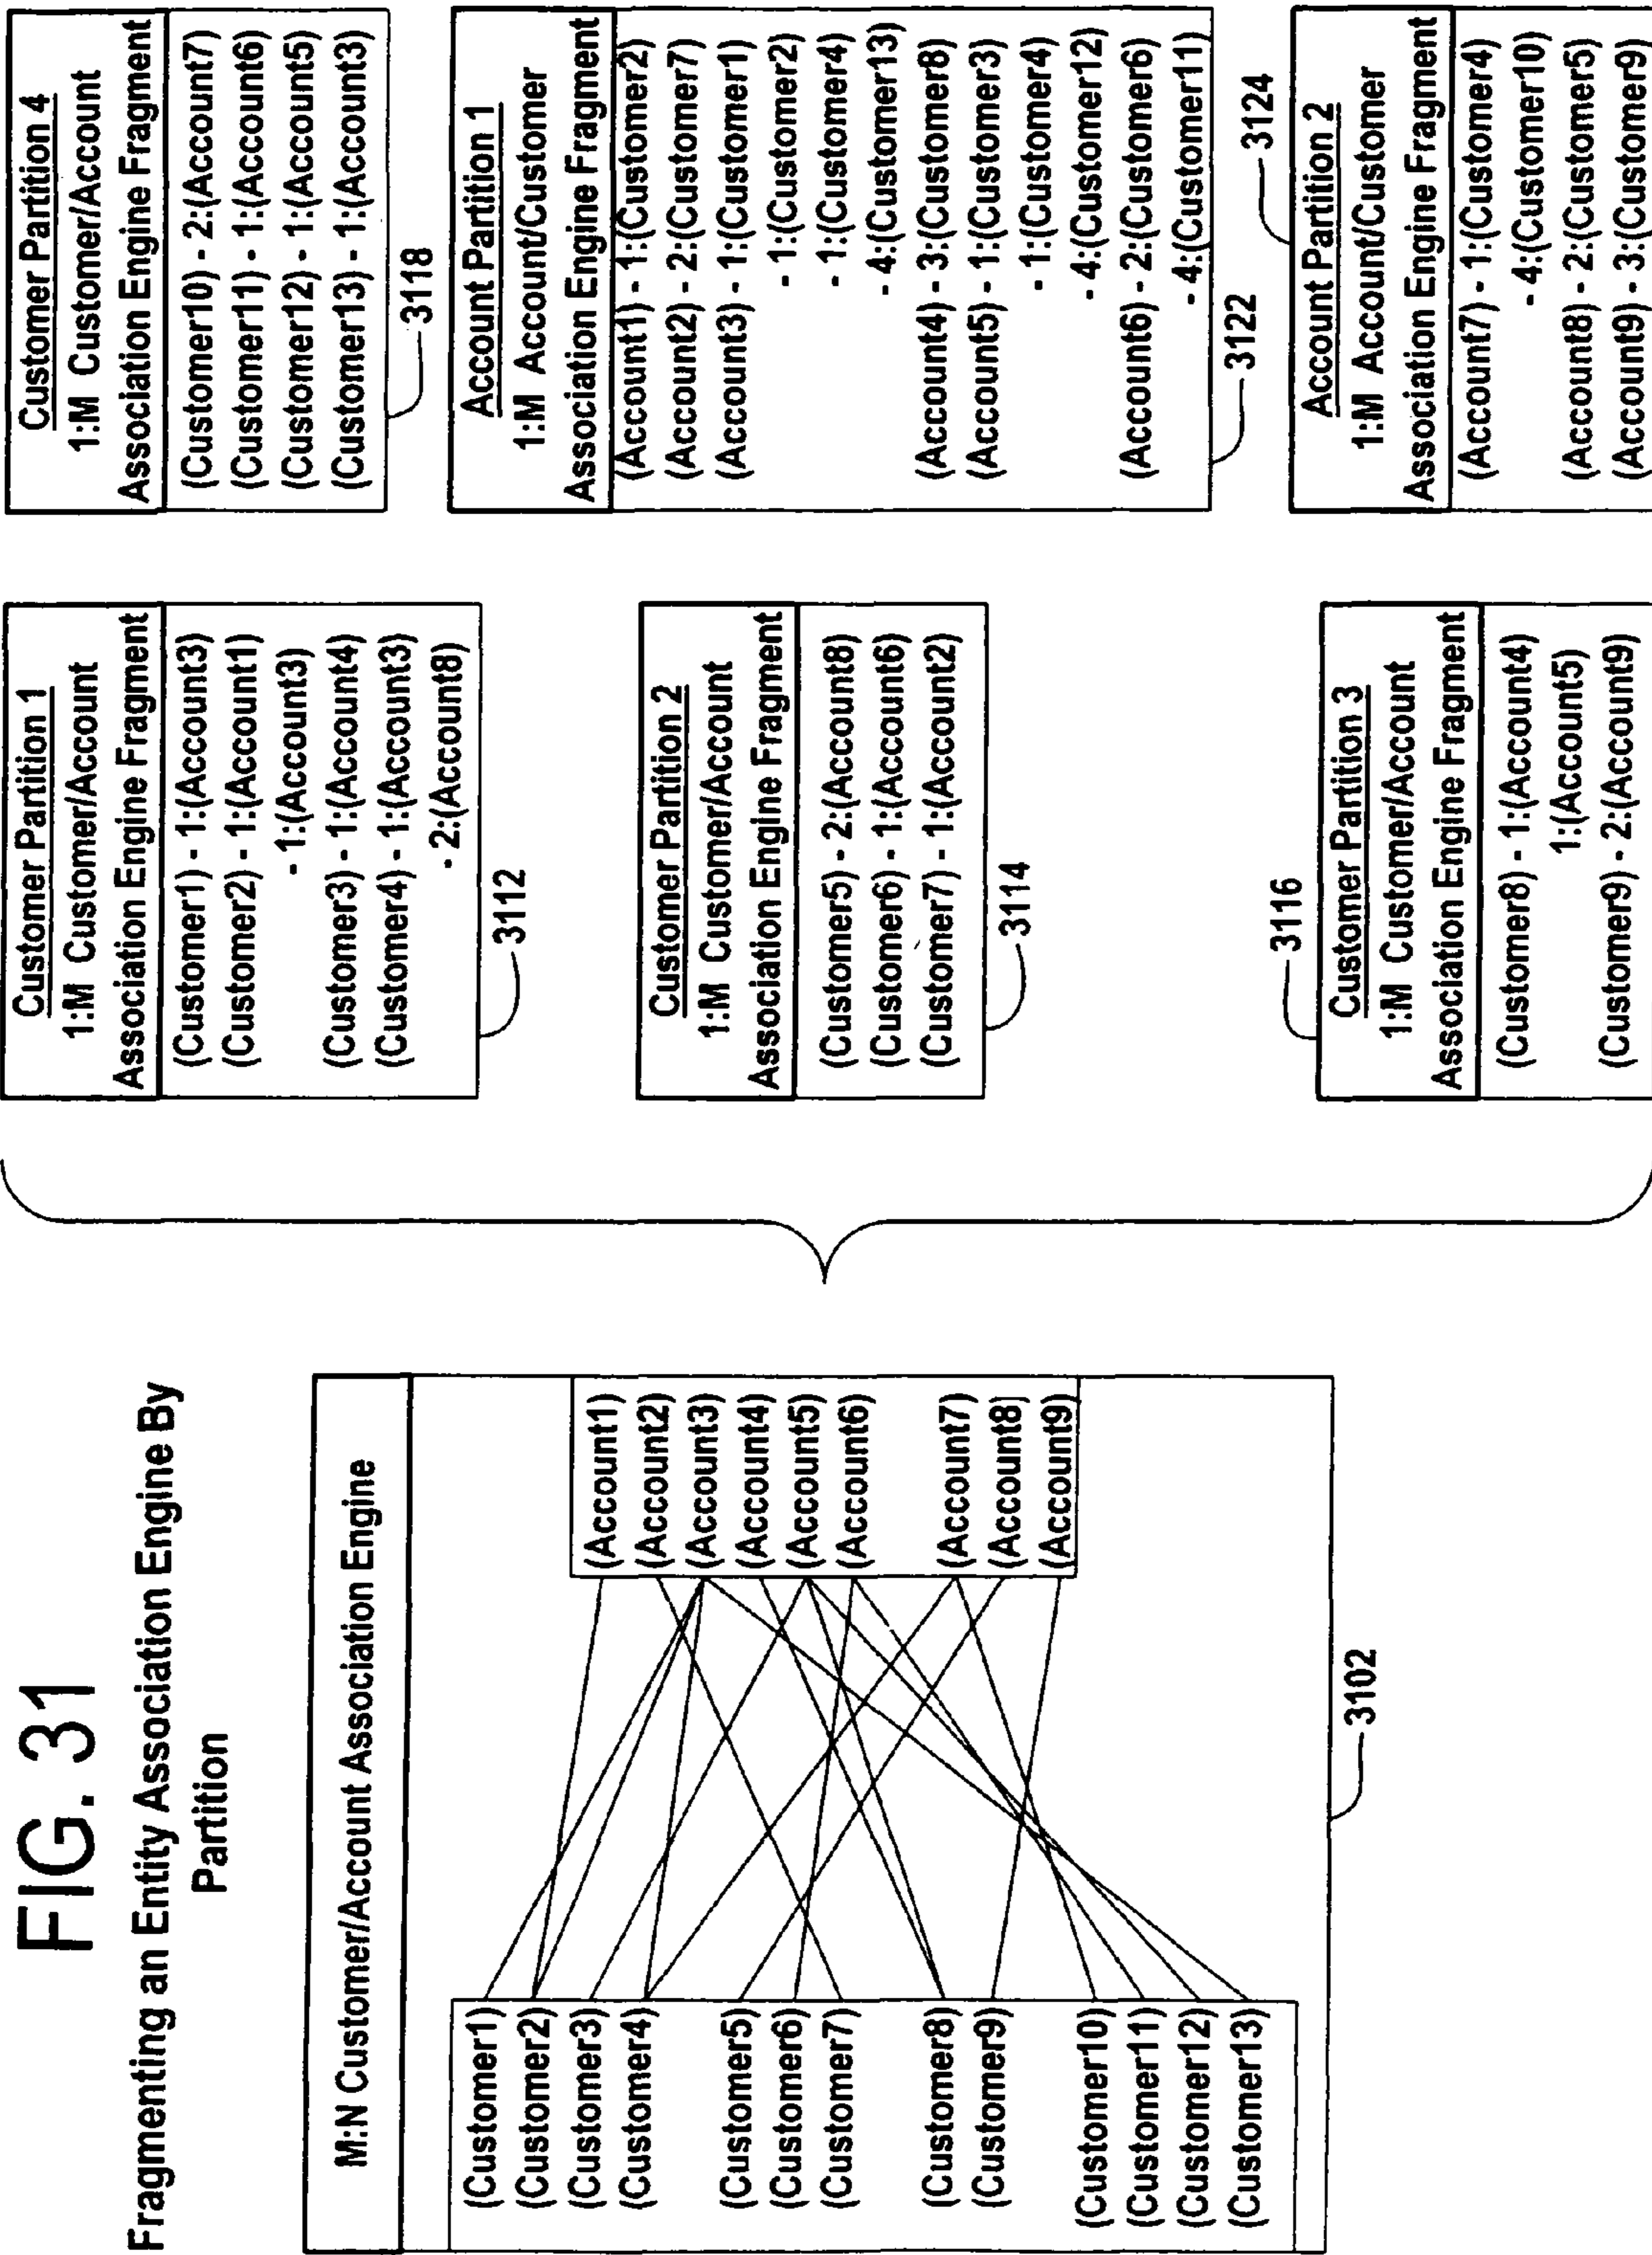 FIG. 31
Fragmenting an Entity Association Engine By
Partition
M:N Customer/Account Association Engine
(Customer1)
(Customer2)
(Customer3)
(Customer4)
(Customer5)
(Customer6)
(Customer7)
(Customer8)
(Customer9)
(Customer10)
(Customer11)
(Customer12)
(Customer13)
(Account1)
(Account2)
(Account3)
(Account4)
(Account5)
(Account6)
(Account7)
(Account8)
(Account9)
3102
Customer Partition 1
1:M Customer/Account
Association Engine Fragment
(Customer1) - 1:(Account3)
(Customer2) - 1:(Account1)
- 1:(Account3)
(Customer3) - 1:(Account4)
(Customer4) - 1:(Account3)
- 2:(Account8)
3112
Customer Partition 2
1:M Customer/Account
Association Engine Fragment
(Customer5) - 2:(Account8)
(Customer6) - 1:(Account6)
(Customer7) - 1:(Account2)
3114
3116
Customer Partition 3
1:M Customer/Account
Association Engine Fragment
(Customer8) - 1:(Account4)
1:(Account5)
(Customer9) - 2:(Account9)
Customer Partition 4
1:M Customer/Account
Association Engine Fragment
(Customer10) - 2:(Account7)
(Customer11) - 1:(Account6)
(Customer12) - 1:(Account5)
(Customer13) - 1:(Account3)
3118
Account Partition 1
1:M Account/Customer
Association Engine Fragment
(Account1) - 1:(Customer2)
(Account2) - 2:(Customer7)
(Account3) - 1:(Customer1)
- 1:(Customer2)
- 1:(Customer4)
- 4:(Customer13)
(Account4) - 3:(Customer8)
(Account5) - 1:(Customer3)
- 1:(Customer4)
- 4:(Customer12)
(Account6) - 2:(Customer6)
- 4:(Customer11)
3122
3124
Account Partition 2
1:M Account/Customer
Association Engine Fragment
(Account7) - 1:(Customer4)
- 4:(Customer10)
(Account8) - 2:(Customer5)
(Account9) - 3:(Customer9)